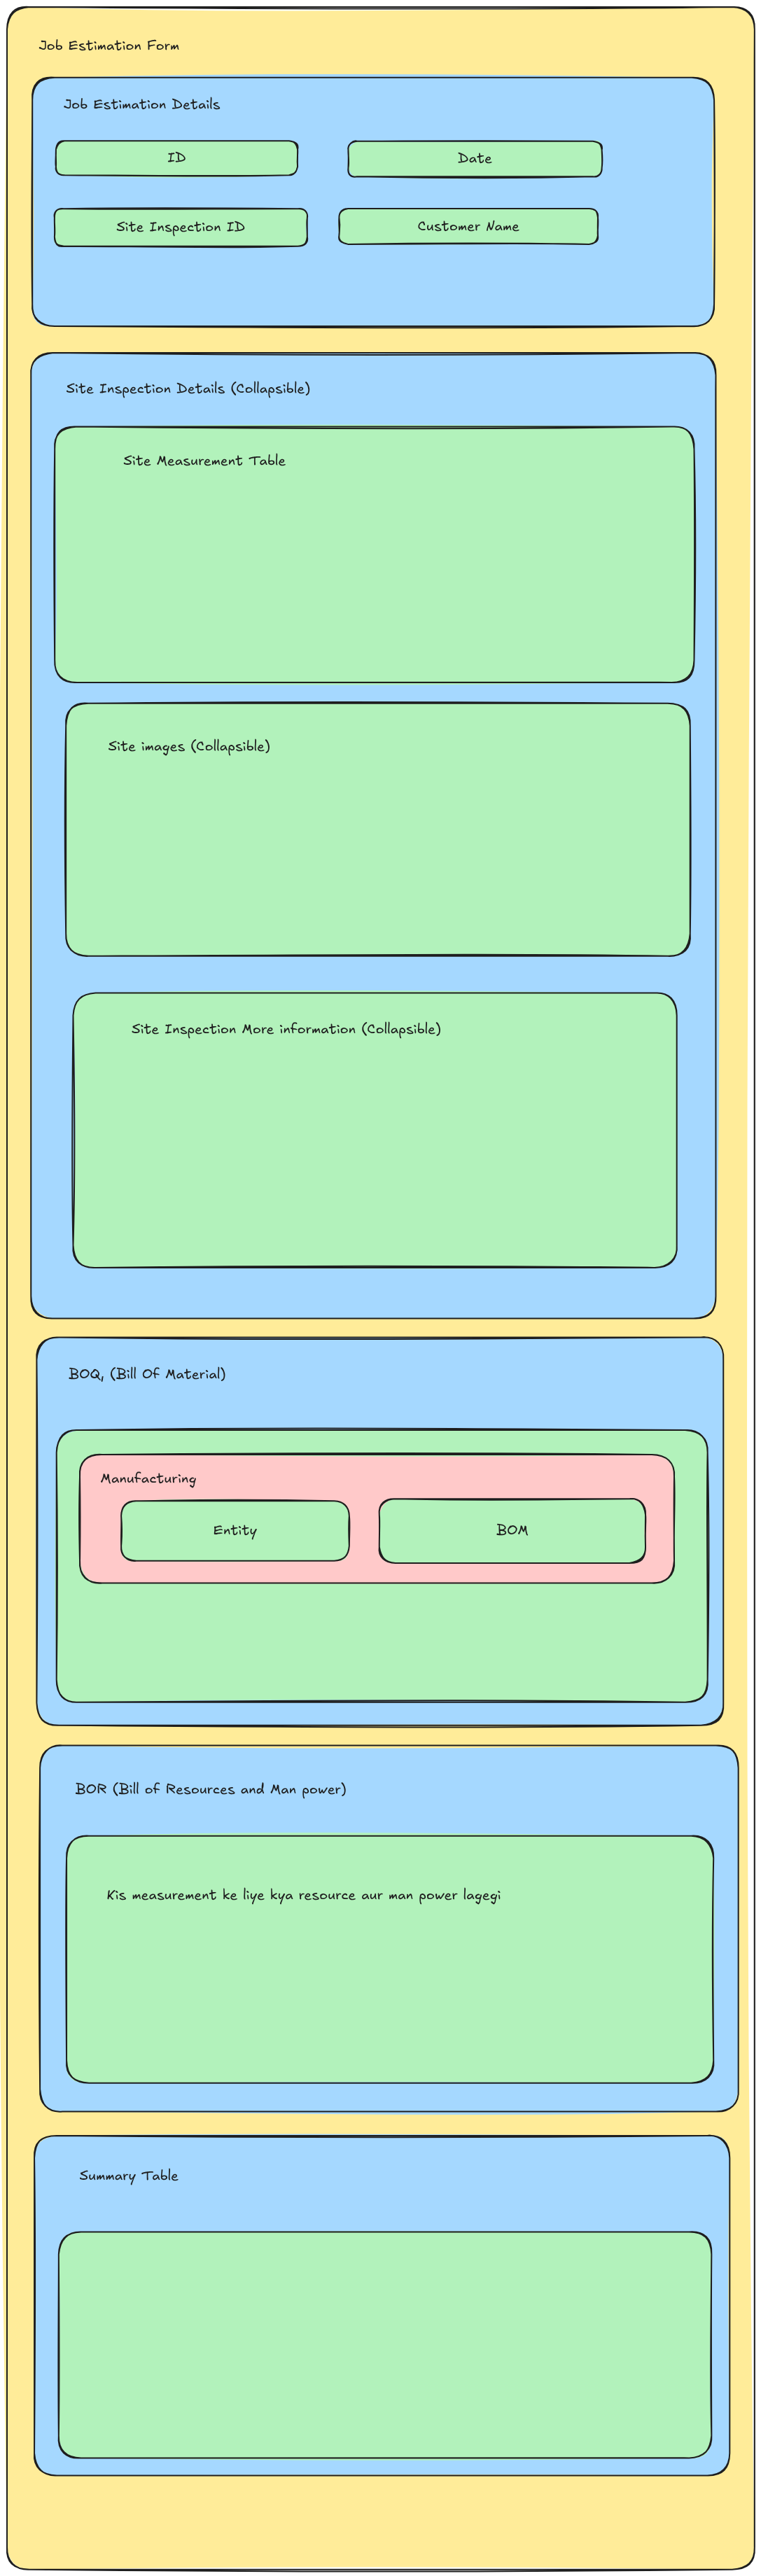 Job Estimation Form
Job Estimation Details
ID
Date
Site Inspection ID
Customer Name
Site Inspection Details (Collapsible)
Site Measurement Table
Site images (Collapsible)
Site Inspection More information (Collapsible)
BOQ, (Bill Of Material)
Manufacturing
Entity
BOM
BOR (Bill of Resources and Man power)
Kis measurement ke liye kya resource aur man power lagegi
Summary Table